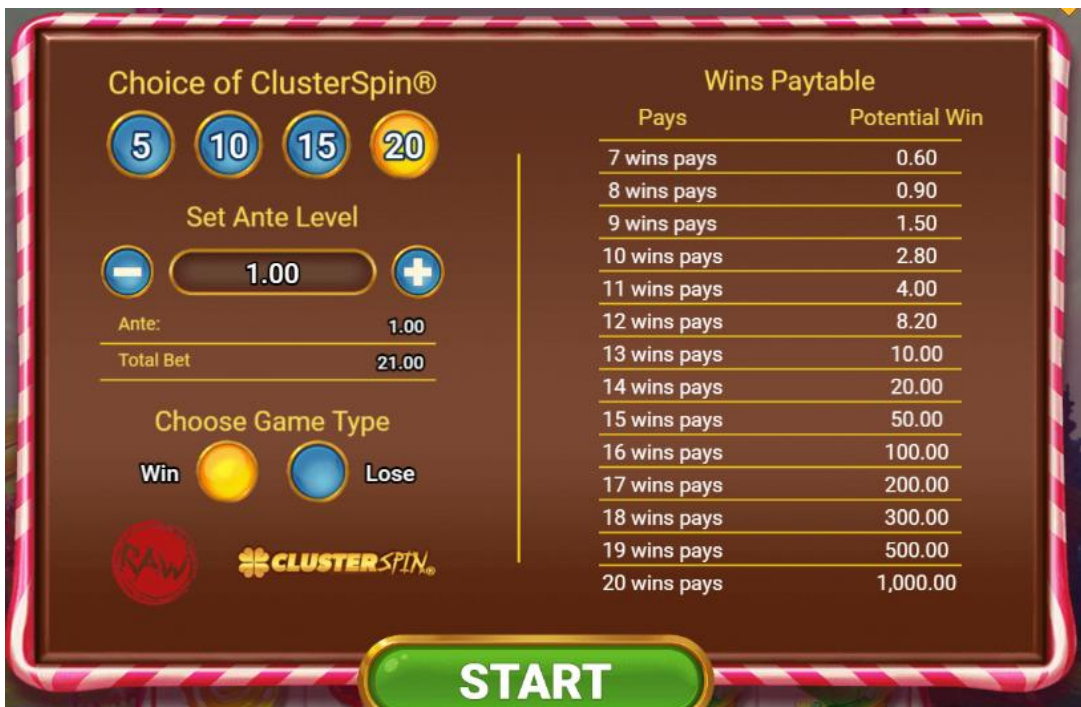 Choice of ClusterSpin®
5 10 15 20
Set Ante Level
1.00
Ante: 1.00
Total Bet 21.00
Choose Game Type
Win Lose
RAW
CLUSTERSPIN®
Wins Paytable
Pays Potential Win
7 wins pays 0.60
8 wins pays 0.90
9 wins pays 1.50
10 wins pays 2.80
11 wins pays 4.00
12 wins pays 8.20
13 wins pays 10.00
14 wins pays 20.00
15 wins pays 50.00
16 wins pays 100.00
17 wins pays 200.00
18 wins pays 300.00
19 wins pays 500.00
20 wins pays 1,000.00
START